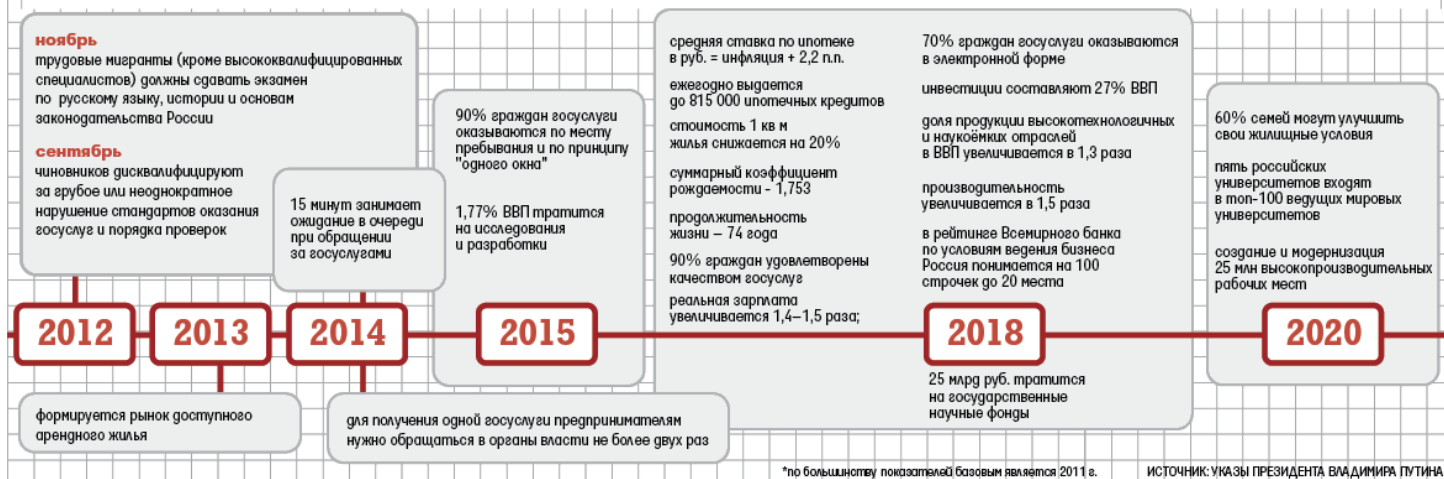 ноябрь
трудовые мигранты (кроме высококвалифицированных
специалистов) должны сдавать экзамен
по русскому языку, истории и основам
законодательства России
сентябрь
чиновников дисквалифицируют
за грубое или неоднократное
нарушение стандартов оказания
госуслуг и порядка проверок
15 минут занимает
ожидание в очереди
при обращении
за госуслугами
90% граждан госуслуги
оказываются по месту
пребывания и по принципу
"одного окна"
1,77% ВВП тратится
на исследования
и разработки
средняя ставка по ипотеке
в руб. = инфляция + 2,2 п.п.
ежегодно выдается
до 815 000 ипотечных кредитов
стоимость 1 кв м
жилья снижается на 20%
суммарный коэффициент
рождаемости - 1,753
продолжительность
жизни – 74 года
90% граждан удовлетворены
качеством госуслуг
реальная зарплата
увеличивается 1,4–1,5 раза;
70% граждан госуслуги оказываются
в электронной форме
инвестиции составляют 27% ВВП
доля продукции высокотехнологичных
и наукоёмких отраслей
в ВВП увеличивается в 1,3 раза
производительность
увеличивается в 1,5 раза
в рейтинге Всемирного банка
по условиям ведения бизнеса
Россия понимается на 100
строчек до 20 места
60% семей могут улучшить
свои жилищные условия
пять российских
университетов входят
в топ-100 ведущих мировых
университетов
создание и модернизация
25 млн высокопроизводительных
рабочих мест
2012
2013
2014
2015
2018
2020
формируется рынок доступного
арендного жилья
для получения одной госуслуги предпринимателям
нужно обращаться в органы власти не более двух раз
25 млрд руб. тратится
на государственные
научные фонды
*по большинству показателей базовым является 2011 г.
ИСТОЧНИК: УКАЗЫ ПРЕЗИДЕНТА ВЛАДИМИРА ПУТИНА